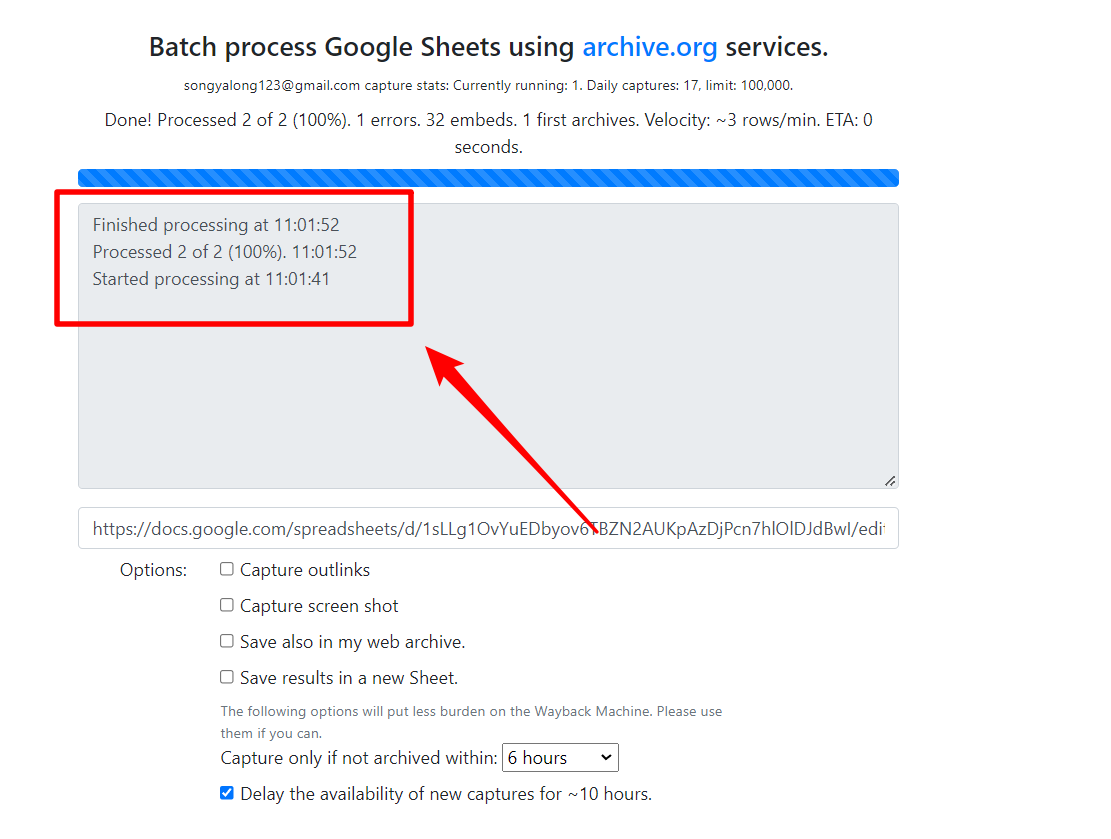 Batch process Google Sheets using archive.org services.
songyalong123@gmail.com capture stats: Currently running: 1. Daily captures: 17, limit: 100,000.
Done! Processed 2 of 2 (100%). 1 errors. 32 embeds. 1 first archives. Velocity: ~3 rows/min. ETA: 0
seconds.
Finished processing at 11:01:52
Processed 2 of 2 (100%). 11:01:52
Started processing at 11:01:41
https://docs.google.com/spreadsheets/d/1sLLg1OvYuEDbyov6TBZN2AUKpAzDjPcn7hlOlDJdBwI/edit
Options:
Capture outlinks
Capture screen shot
Save also in my web archive.
Save results in a new Sheet.
The following options will put less burden on the Wayback Machine. Please use
them if you can.
Capture only if not archived within: 6 hours
Delay the availability of new captures for ~10 hours.